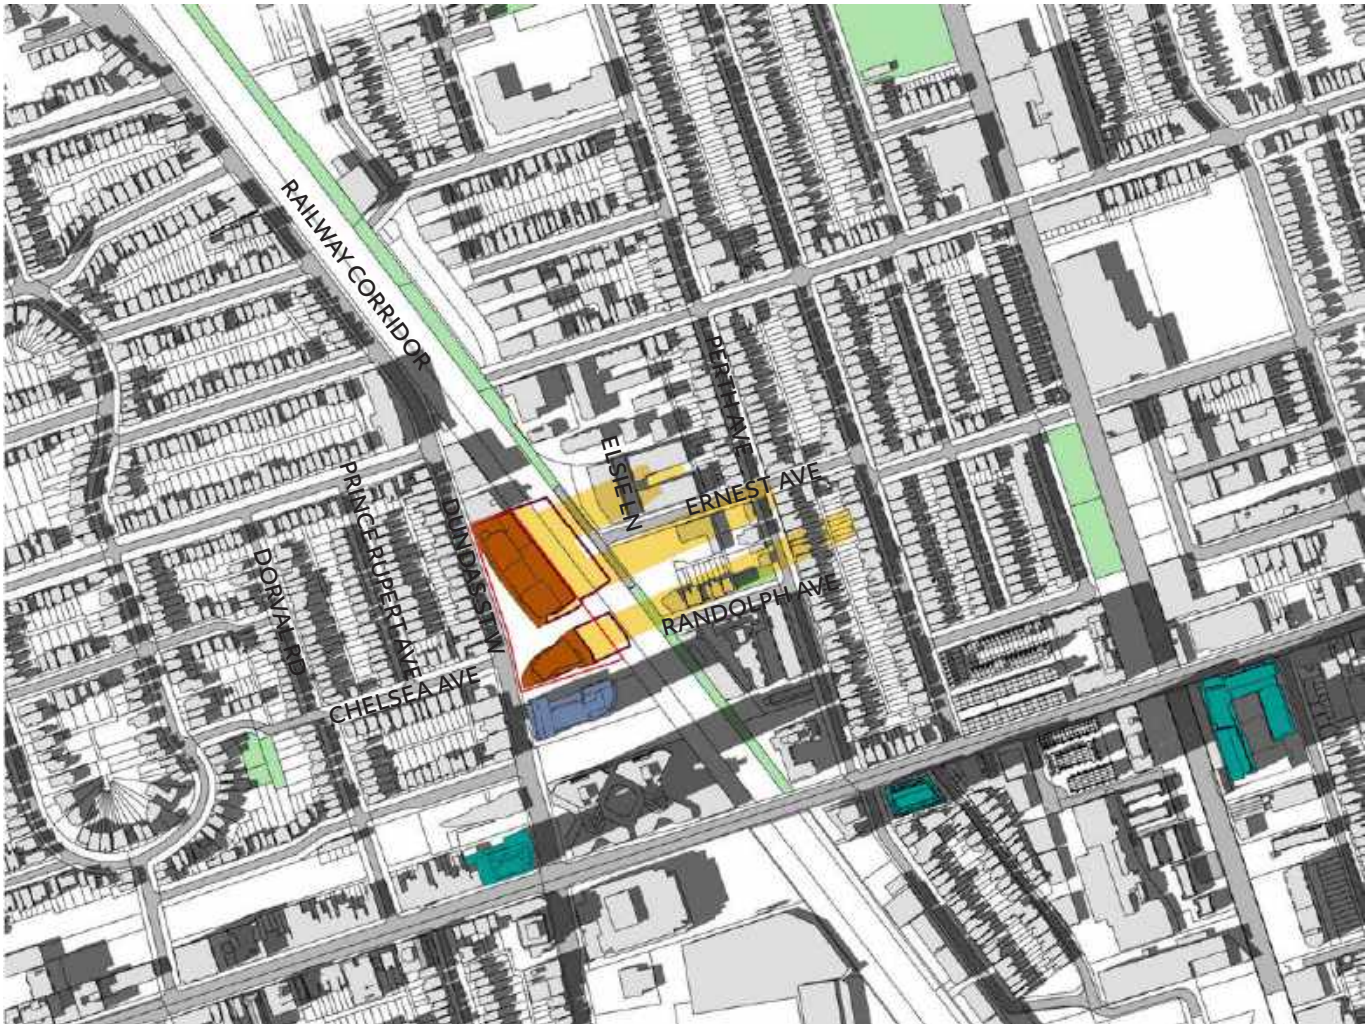 RAILWAY CORRIDOR
PERTH AVE
ELSIE LN
ERNEST AVE
PRINCE RUPERT AVE
DUNDAS ST W
DORVAL RD
RANDOLPH AVE
CHELSEA AVE